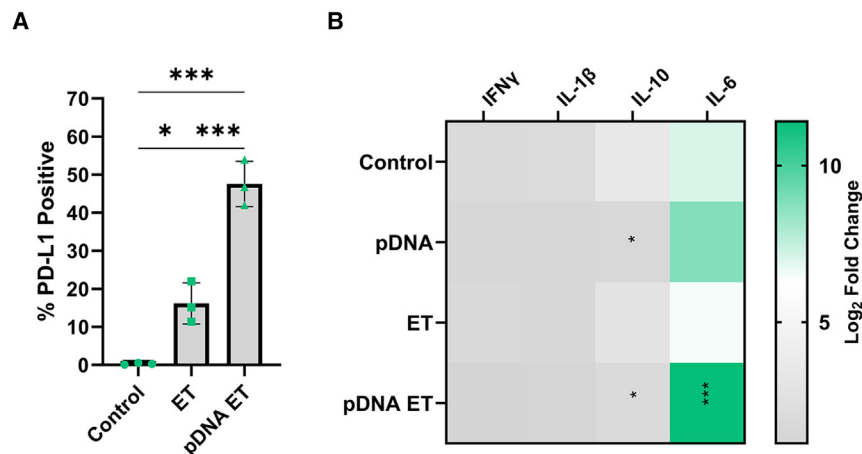 A
***
* ***
% PD-L1 Positive
70
60
50
40
30
20
10
0
Control
ET
pDNA ET
B
IFNγ
IL-1β
IL-10
IL-6
Control
pDNA
*
ET
pDNA ET
*
***
10
5
Log₂ Fold Change